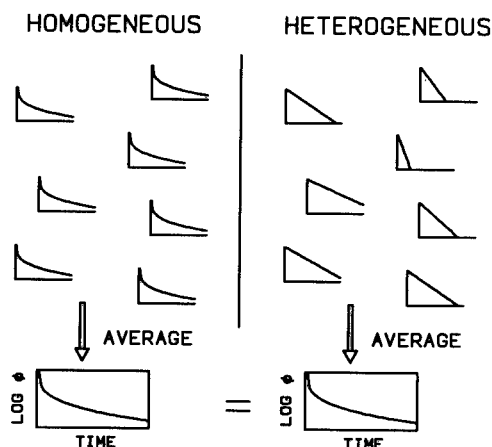 HOMOGENEOUS
HETEROGENEOUS
AVERAGE
AVERAGE
LOG φ
TIME
=
LOG φ
TIME